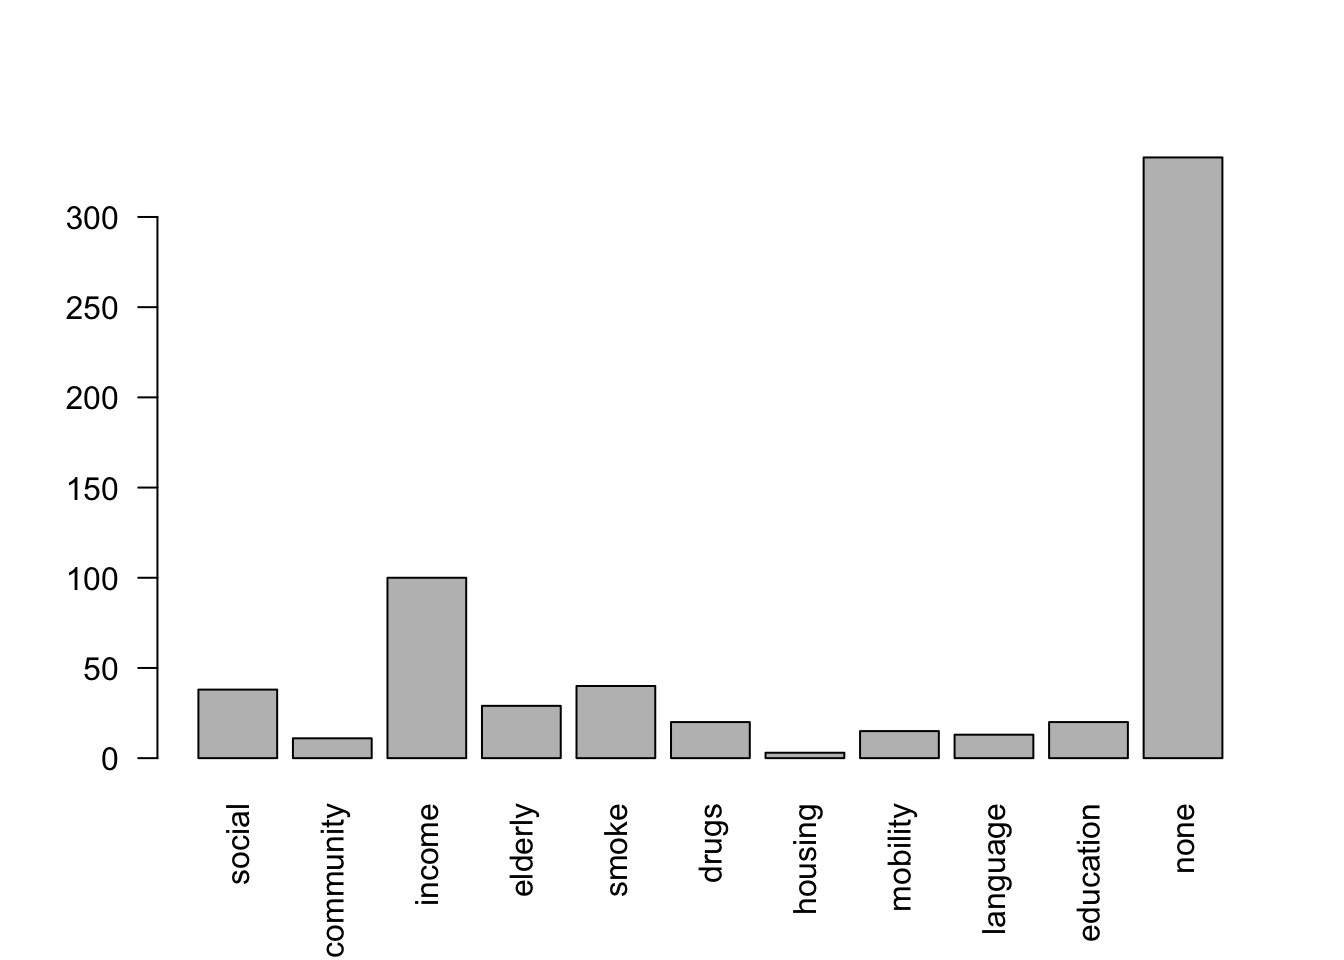 300
250
200
150
100
50
0
social
community
income
elderly
smoke
drugs
housing
mobility
language
education
none